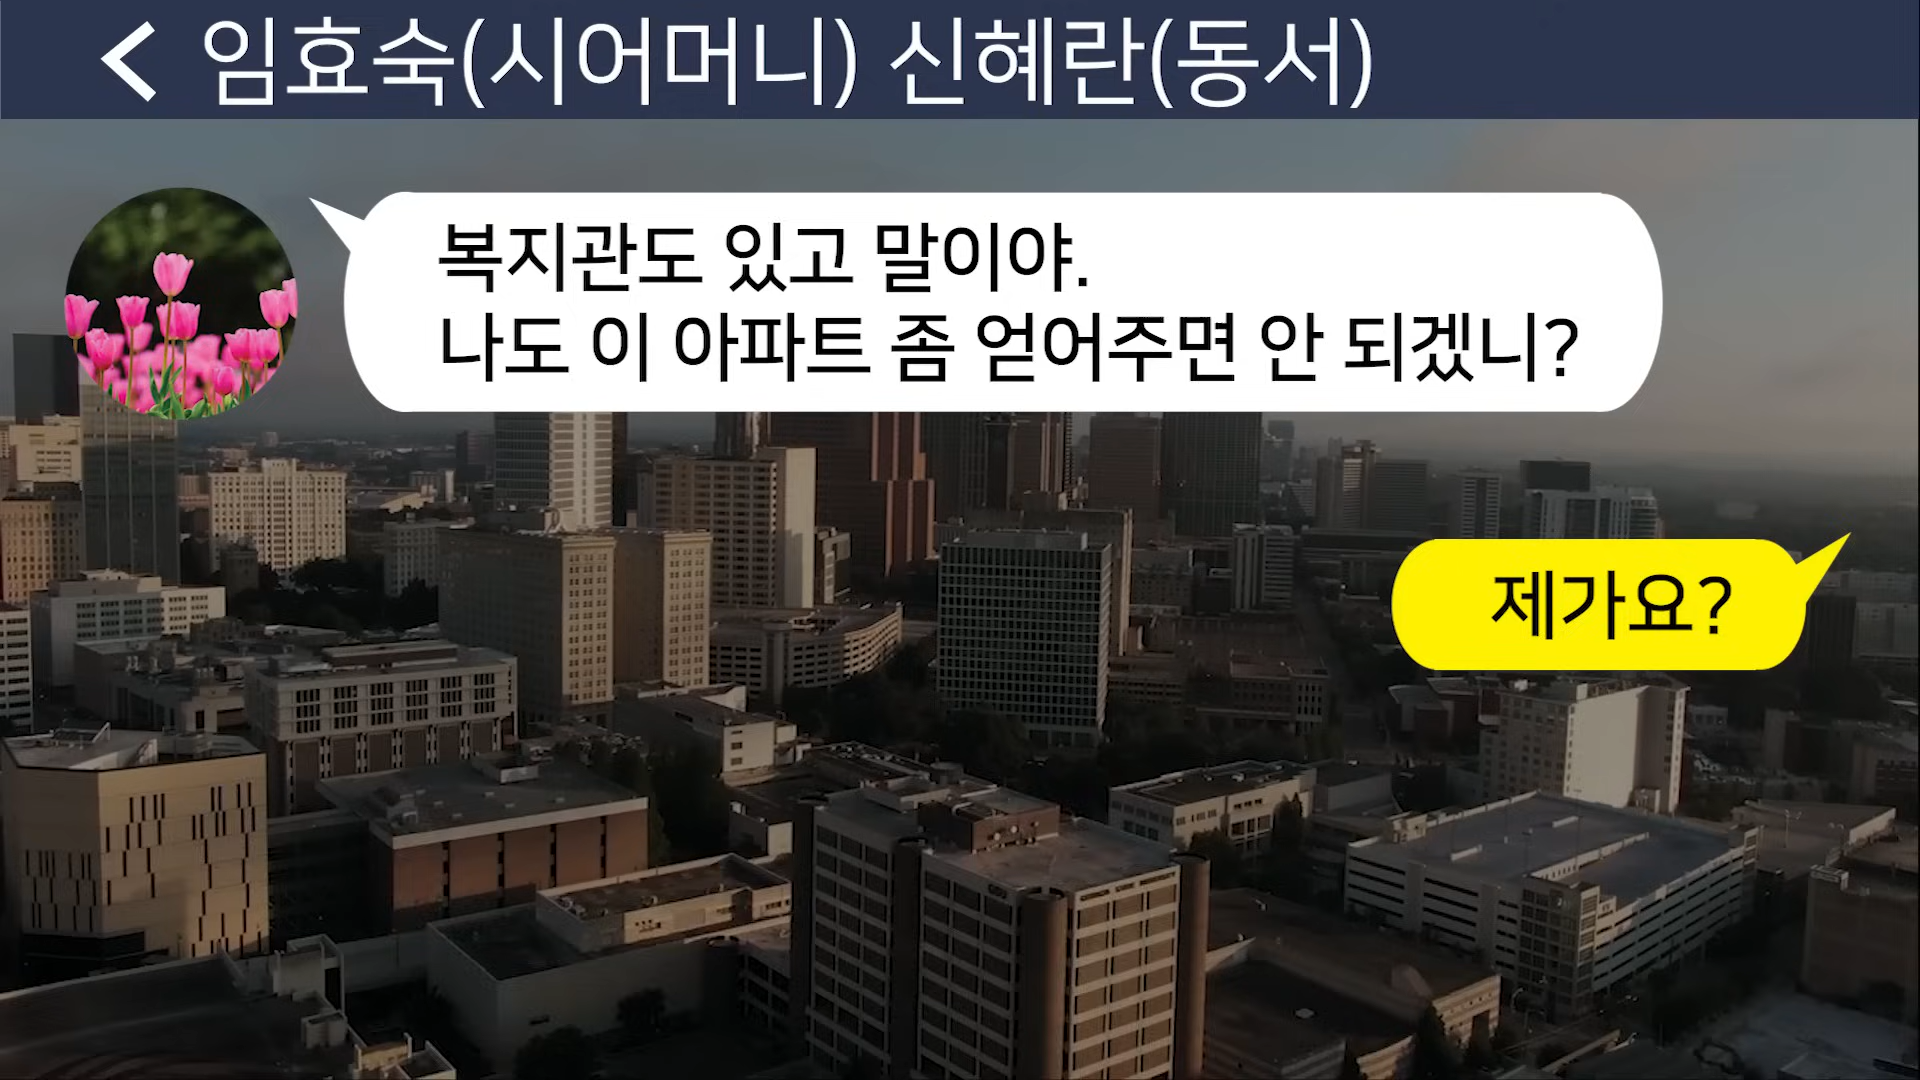 임효숙(시어머니) 신혜란(동서)
복지관도 있고 말이야.
나도 이 아파트 좀 얻어주면 안 되겠니?
제가요?